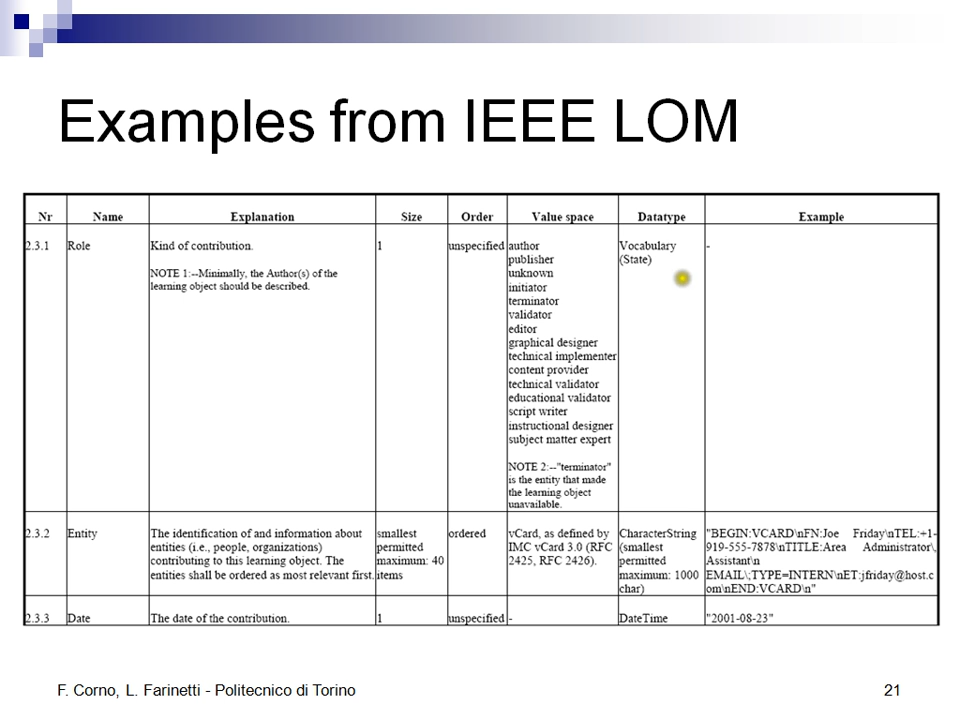 Examples from IEEE LOM
Nr Name Explanation Size Order Value space Datatype Example
2.3.1 Role Kind of contribution. 1 unspecified author Vocabulary -
publisher (State)
NOTE 1:--Minimally, the Author(s) of the unknown
learning object should be described. initiator
terminator
validator
editor
graphical designer
technical implementer
content provider
technical validator
educational validator
script writer
instructional designer
subject matter expert
NOTE 2:--"terminator"
is the entity that made
the learning object
unavailable.
2.3.2 Entity The identification of and information about smallest ordered vCard, as defined by CharacterString "BEGIN:VCARD\nFN:Joe Friday\nTEL:+1-
entities (i.e., people, organizations) permitted IMC vCard 3.0 (RFC (smallest 919-555-7878\nTITLE:Area Administrator\,
contributing to this learning object. The maximum: 40 2425, RFC 2426). permitted Assistant\n
entities shall be ordered as most relevant first. items maximum: 1000 EMAIL\;TYPE=INTERN\nET:jfriday@host.c
char) om\nEND:VCARD\n"
2.3.3 Date The date of the contribution. 1 unspecified - DateTime "2001-08-23"
F. Corno, L. Farinetti - Politecnico di Torino 21